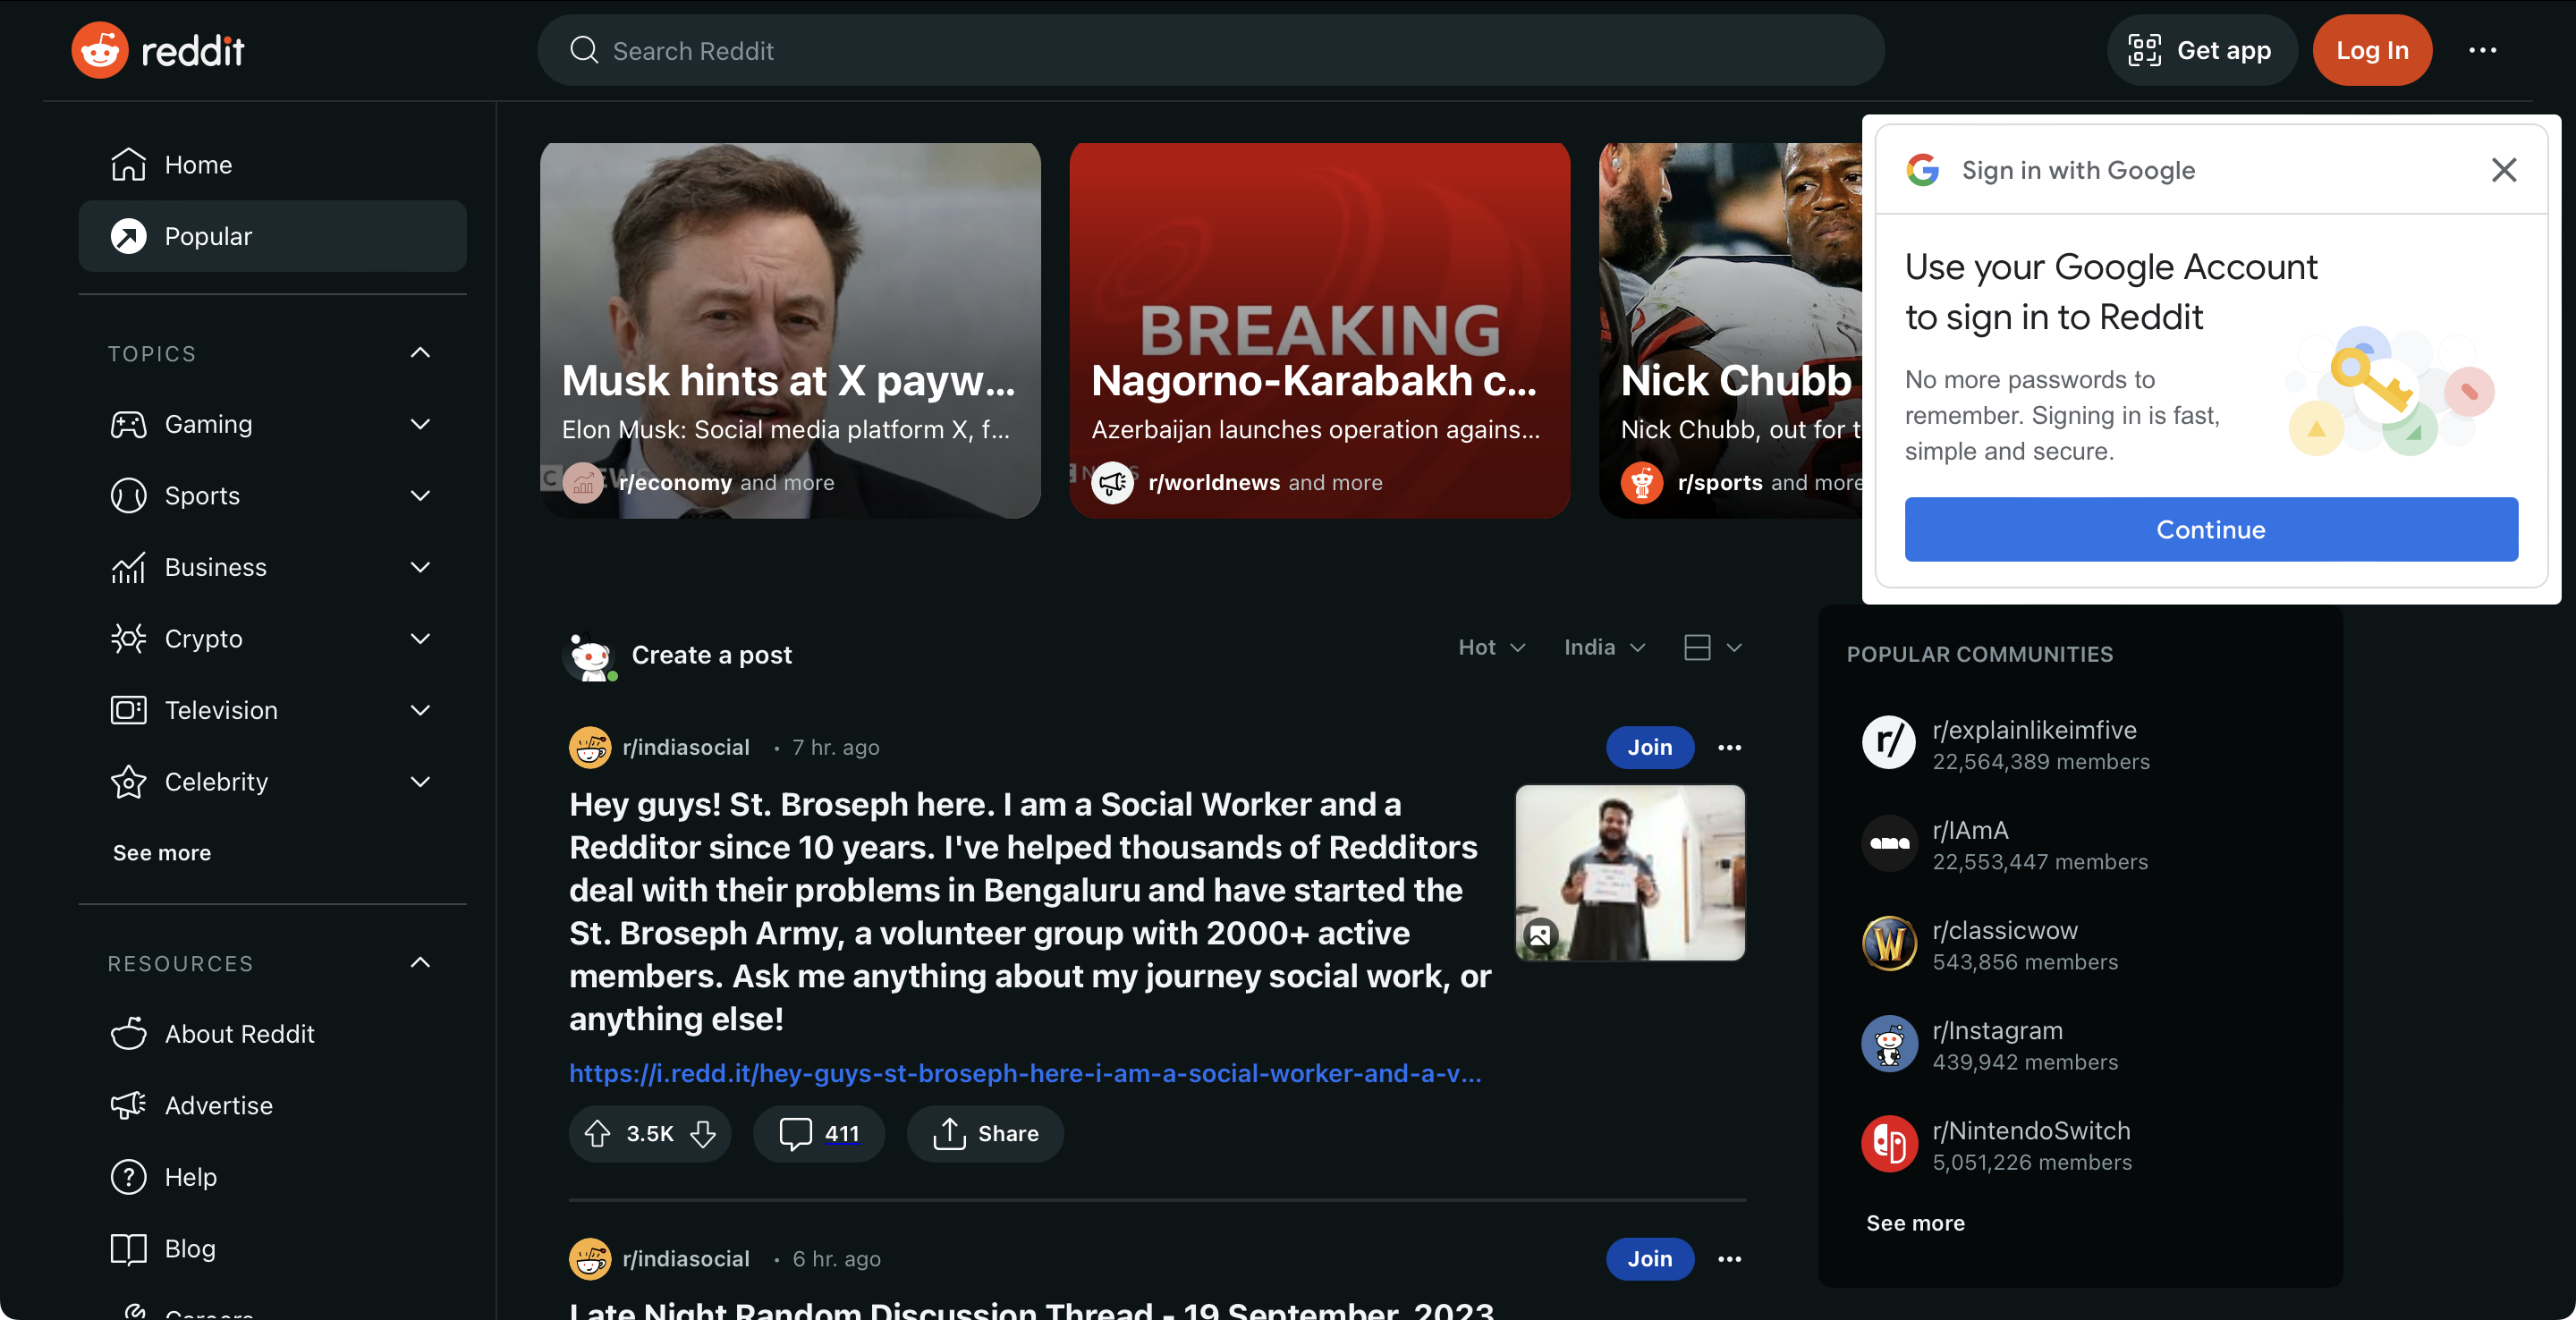 reddit
Search Reddit
Get app
Log In
Home
Popular
TOPICS
Gaming
Sports
Business
Crypto
Television
Celebrity
See more
RESOURCES
About Reddit
Advertise
Help
Blog
Careers
Musk hints at X payw...
Elon Musk: Social media platform X, f...
r/economy and more
BREAKING
Nagorno-Karabakh c...
Azerbaijan launches operation agains...
r/worldnews and more
Nick Chubb
Nick Chubb, out for t
r/sports and more
Sign in with Google
Use your Google Account
to sign in to Reddit
No more passwords to
remember. Signing in is fast,
simple and secure.
Continue
Create a post
Hot
India
r/indiasocial • 7 hr. ago
Join
Hey guys! St. Broseph here. I am a Social Worker and a
Redditor since 10 years. I've helped thousands of Redditors
deal with their problems in Bengaluru and have started the
St. Broseph Army, a volunteer group with 2000+ active
members. Ask me anything about my journey social work, or
anything else!
https://i.redd.it/hey-guys-st-broseph-here-i-am-a-social-worker-and-a-v...
3.5K
411
Share
r/indiasocial • 6 hr. ago
Join
Late Night Random Discussion Thread - 19 September, 2023
POPULAR COMMUNITIES
r/
r/explainlikeimfive
22,564,389 members
ama
r/IAmA
22,553,447 members
W
r/classicwow
543,856 members
r/Instagram
439,942 members
r/NintendoSwitch
5,051,226 members
See more